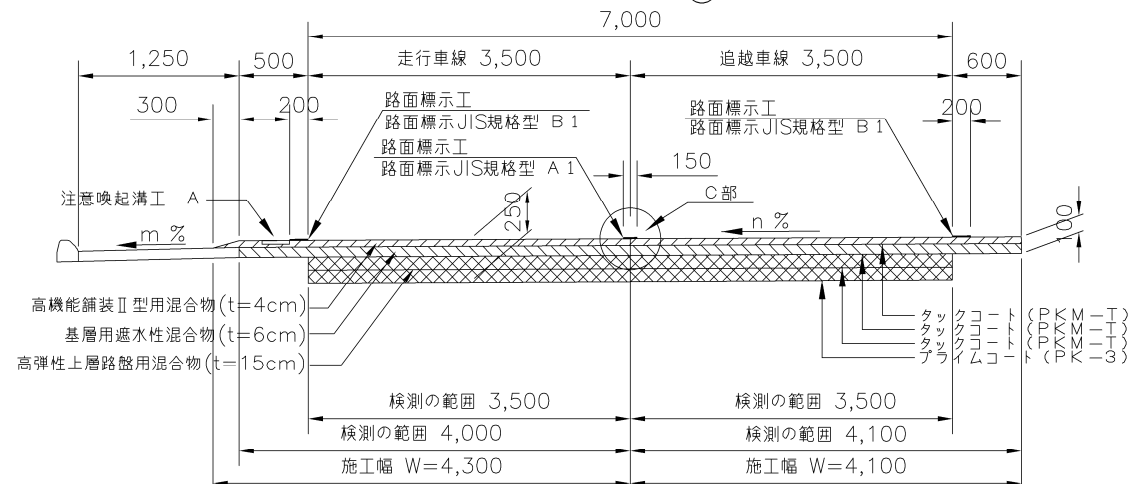 7,000
1,250
500
走行車線 3,500
追越車線 3,500
600
300
200
路面標示工
路面標示JIS規格型 B1
路面標示工
路面標示JIS規格型 B1
200
路面標示工
路面標示JIS規格型 A1
150
注意喚起溝工 A
250
C部
100
m %
n %
高機能舗装Ⅱ型用混合物(t=4cm)
基層用遮水性混合物(t=6cm)
高弾性上層路盤用混合物(t=15cm)
タックコート(PKM-T)
タックコート(PKM-T)
タックコート(PKM-T)
プライムコート(PK-3)
検測の範囲 3,500
検測の範囲 3,500
検測の範囲 4,000
検測の範囲 4,100
施工幅 W=4,300
施工幅 W=4,100